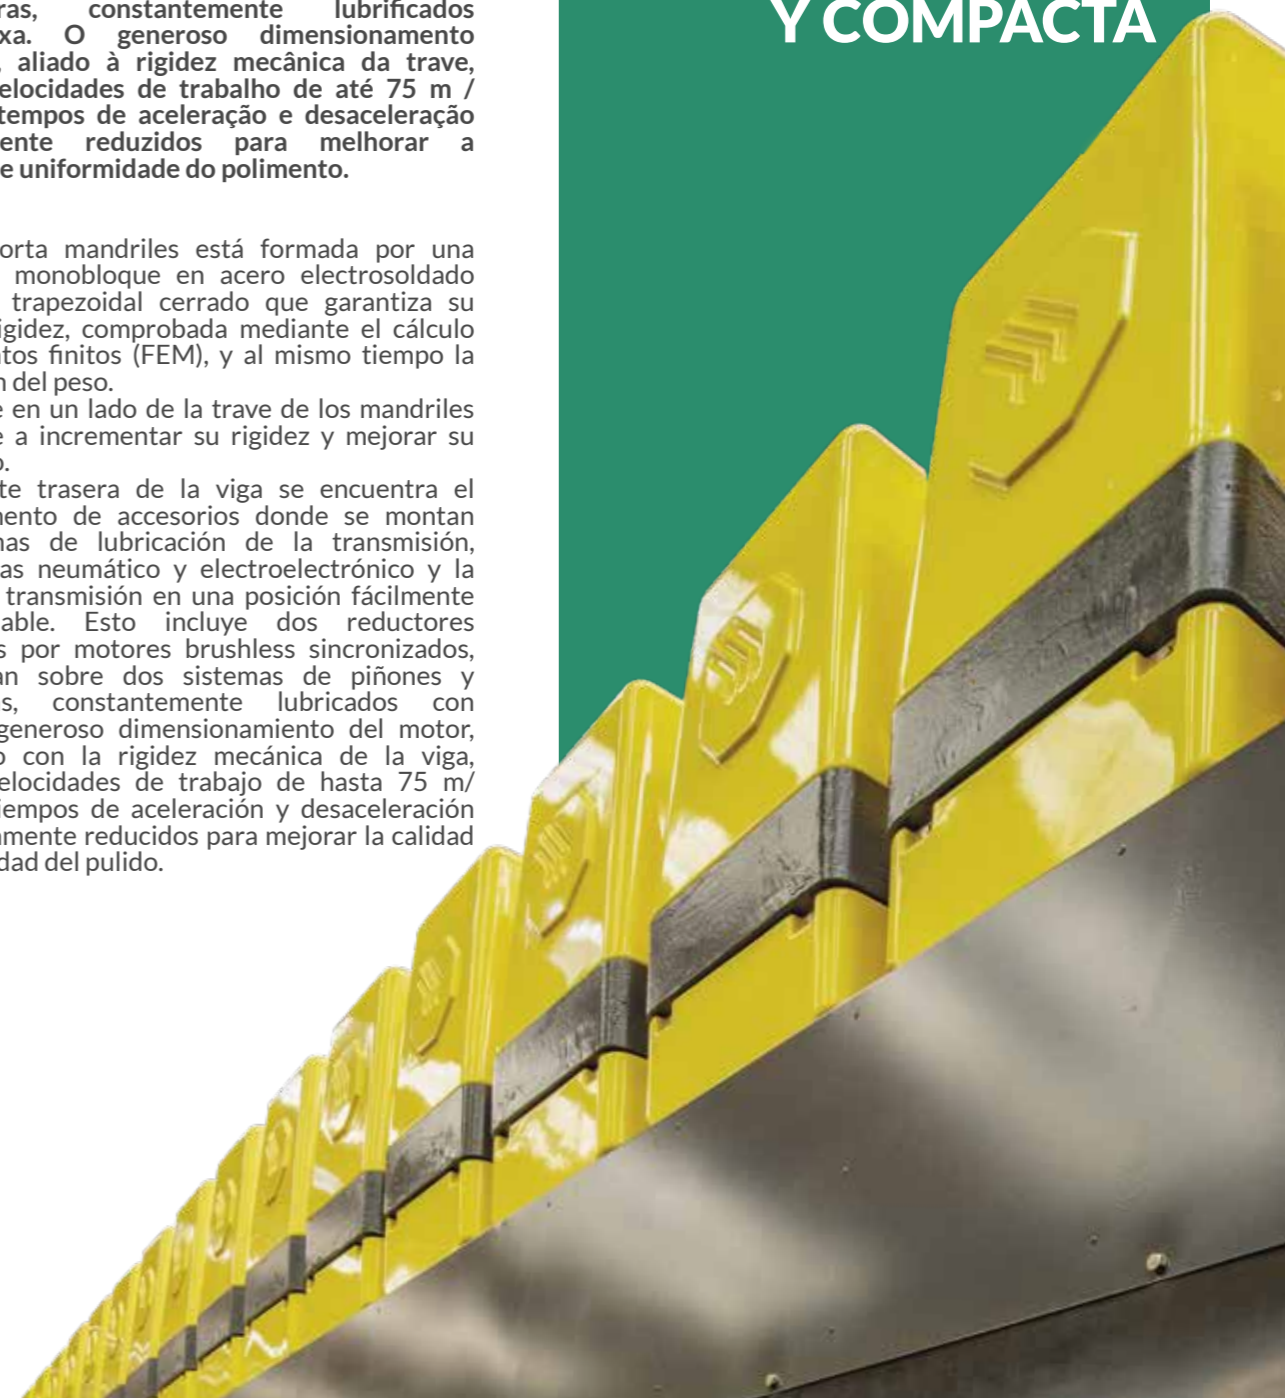 ras, constantemente lubrificados
xa. O generoso dimensionamento
, aliado à rigidez mecânica da trave,
elocidades de trabalho de até 75 m /
tempos de aceleração e desaceleração
ente reduzidos para melhorar a
e uniformidade do polimento.
orta mandriles está formada por una
monobloque en acero electrosoldado
trapezoidal cerrado que garantiza su
igidez, comprobada mediante el cálculo
ntos finitos (FEM), y al mismo tiempo la
n del peso.
e en un lado de la trave de los mandriles
e a incrementar su rigidez y mejorar su
o.
te trasera de la viga se encuentra el
mento de accesorios donde se montan
mas de lubricación de la transmisión,
as neumático y electroelectrónico y la
transmisión en una posición fácilmente
able. Esto incluye dos reductores
s por motores brushless sincronizados,
an sobre dos sistemas de piñones y
as, constantemente lubricados con
generoso dimensionamiento del motor,
o con la rigidez mecánica de la viga,
elocidades de trabajo de hasta 75 m/
iempos de aceleración y desaceleración
amente reducidos para mejorar la calidad
dad del pulido.
Y COMPACTA